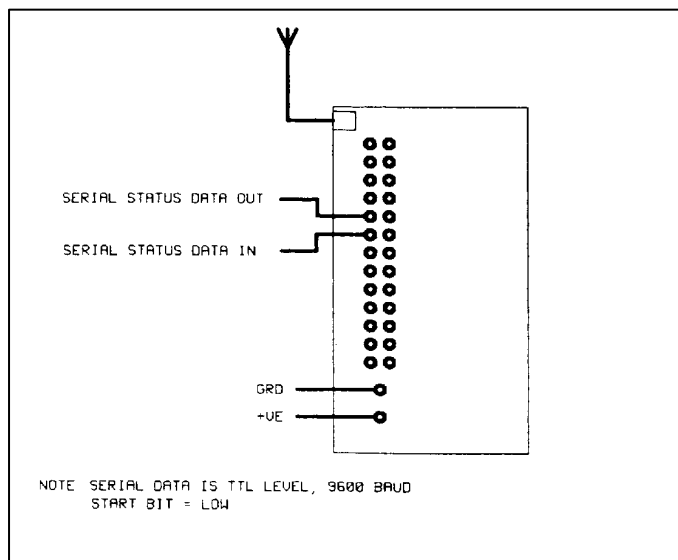 SERIAL STATUS DATA OUT
SERIAL STATUS DATA IN
GRD
+VE
NOTE SERIAL DATA IS TTL LEVEL, 9600 BAUD
START BIT = LOW